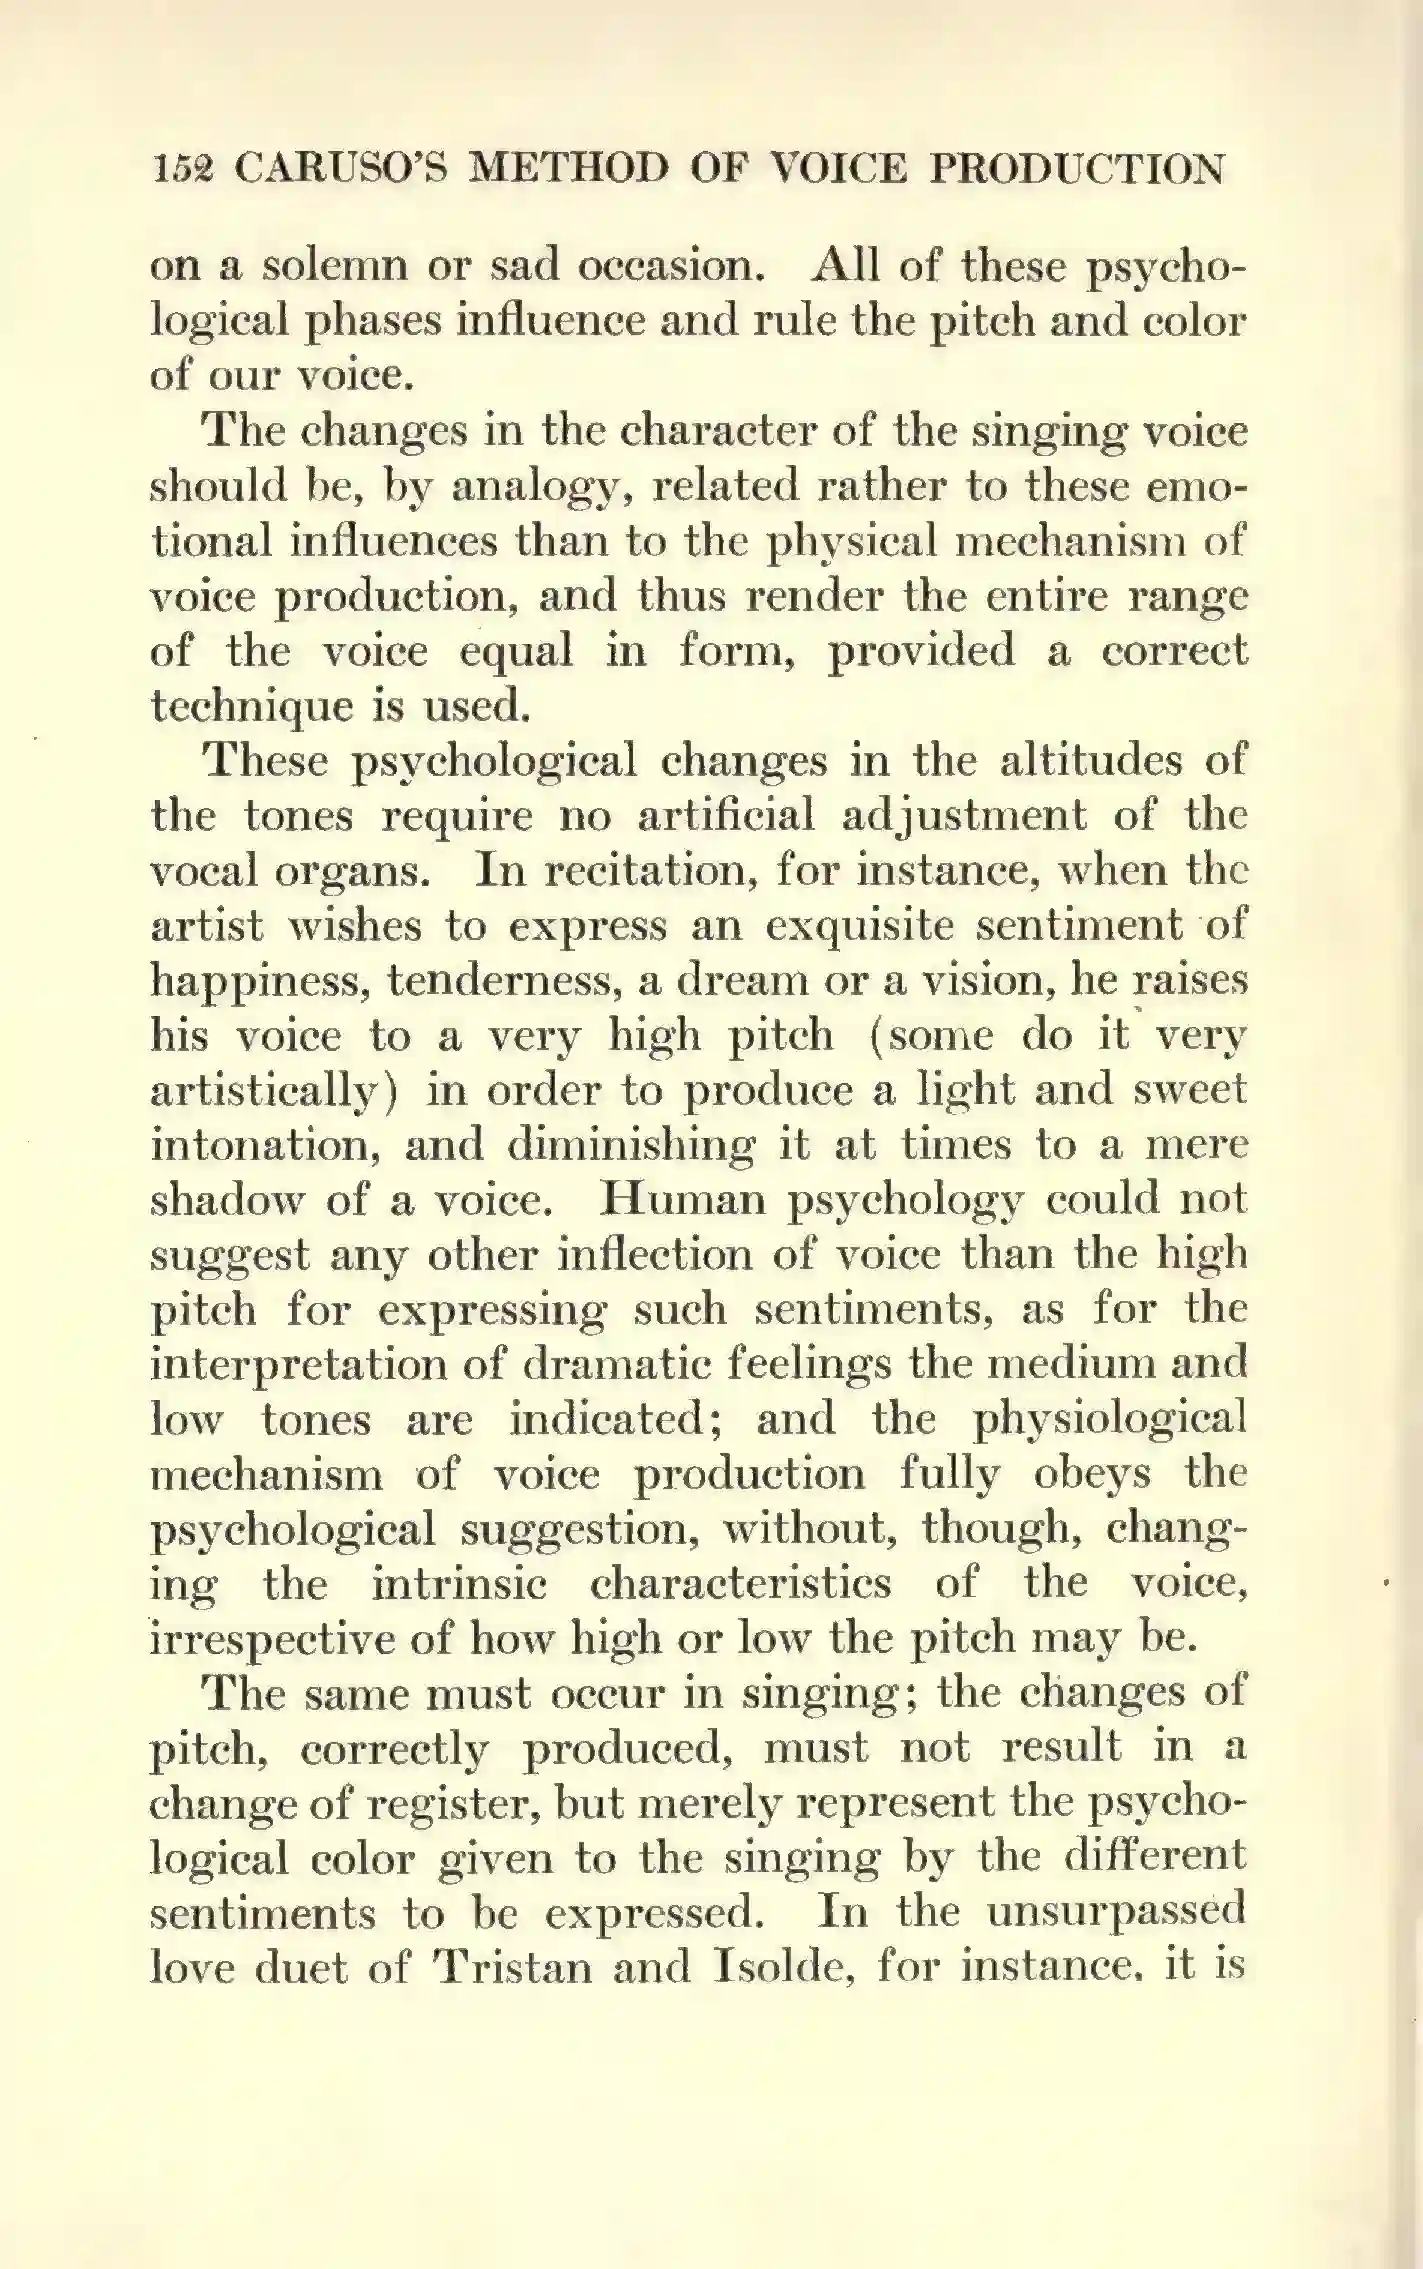 152 CARUSO'S METHOD OF VOICE PRODUCTION
on a solemn or sad occasion. All of these psycho-
logical phases influence and rule the pitch and color
of our voice.
The changes in the character of the singing voice
should be, by analogy, related rather to these emo-
tional influences than to the physical mechanism of
voice production, and thus render the entire range
of the voice equal in form, provided a correct
technique is used.
These psychological changes in the altitudes of
the tones require no artificial adjustment of the
vocal organs. In recitation, for instance, when the
artist wishes to express an exquisite sentiment of
happiness, tenderness, a dream or a vision, he raises
his voice to a very high pitch (some do it very
artistically) in order to produce a light and sweet
intonation, and diminishing it at times to a mere
shadow of a voice. Human psychology could not
suggest any other inflection of voice than the high
pitch for expressing such sentiments, as for the
interpretation of dramatic feelings the medium and
low tones are indicated; and the physiological
mechanism of voice production fully obeys the
psychological suggestion, without, though, chang-
ing the intrinsic characteristics of the voice,
irrespective of how high or low the pitch may be.
The same must occur in singing; the changes of
pitch, correctly produced, must not result in a
change of register, but merely represent the psycho-
logical color given to the singing by the different
sentiments to be expressed. In the unsurpassed
love duet of Tristan and Isolde, for instance, it is